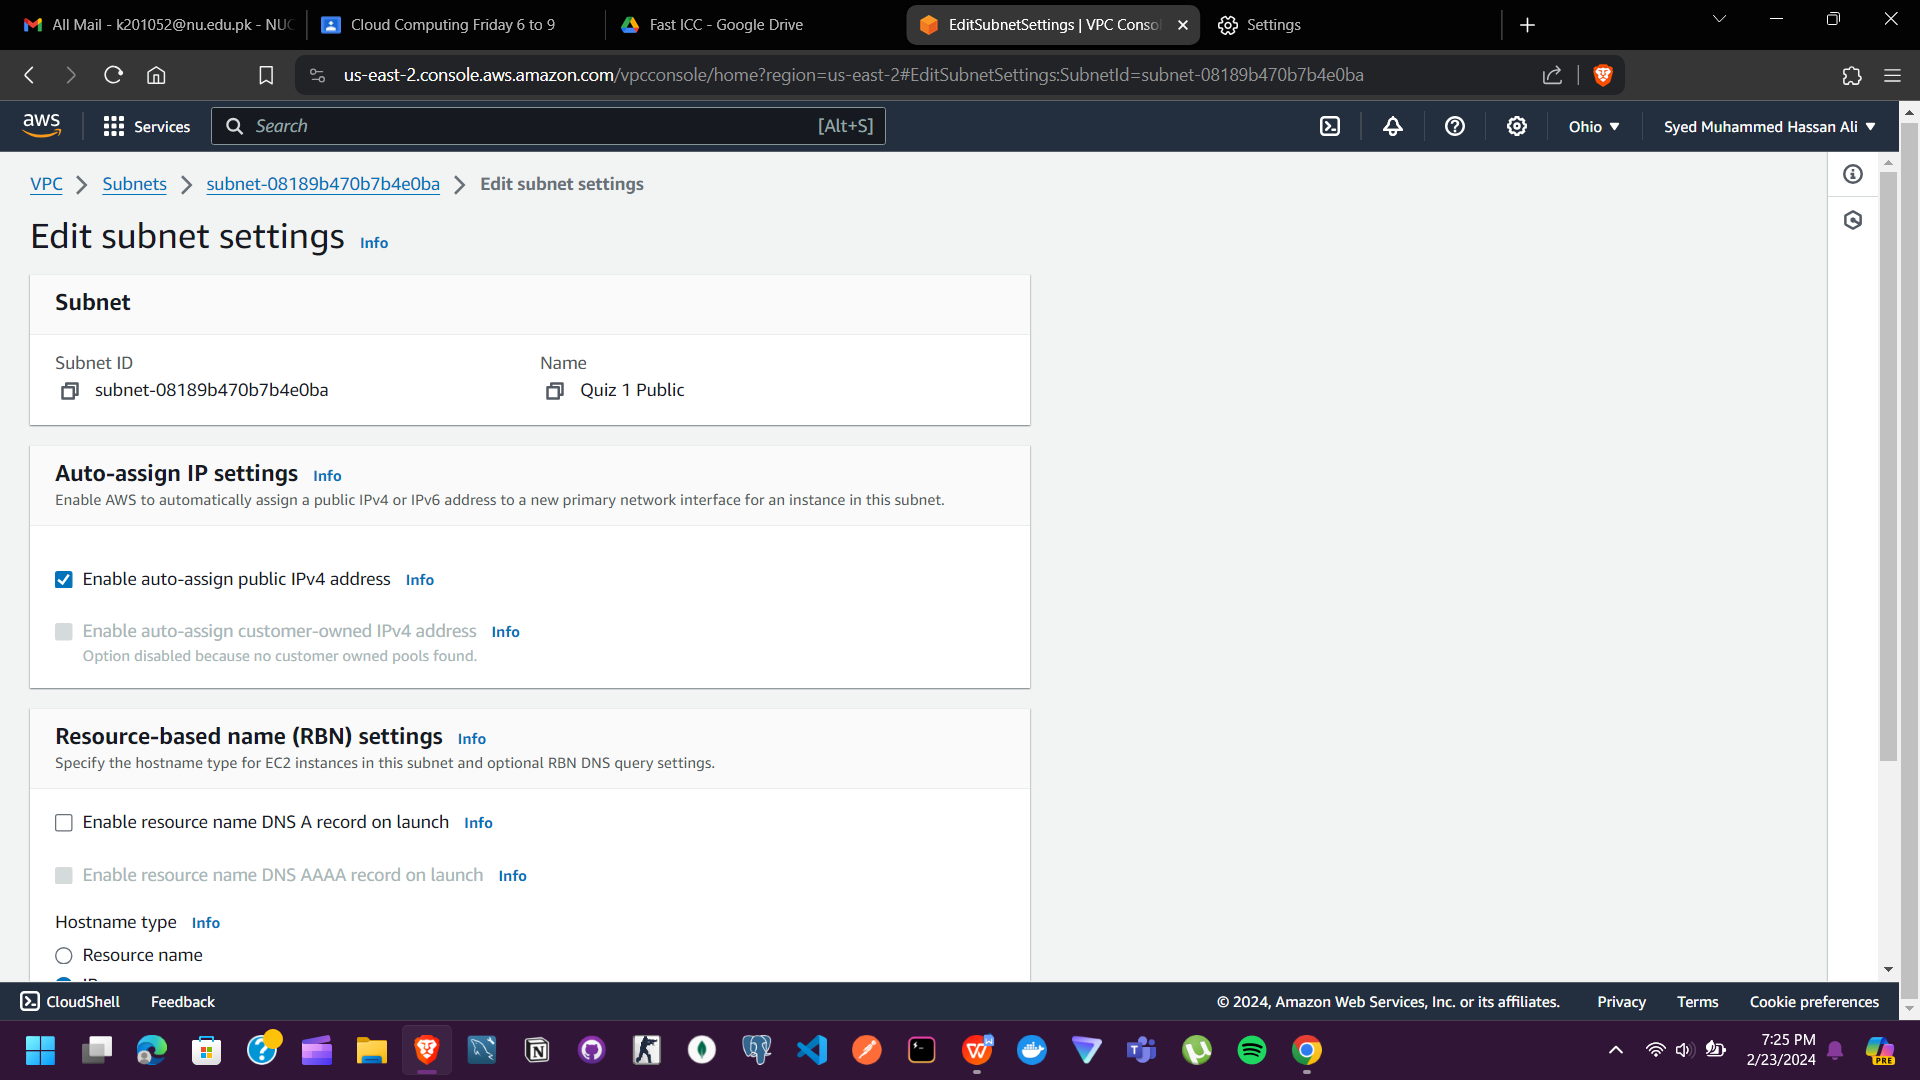 All Mail - k201052@nu.edu.pk - NUC
Cloud Computing Friday 6 to 9
Fast ICC - Google Drive
EditSubnetSettings | VPC Conso
Settings
us-east-2.console.aws.amazon.com/vpcconsole/home?region=us-east-2#EditSubnetSettings:SubnetId=subnet-08189b470b7b4e0ba
aws
Services
Search
[Alt+S]
Ohio
Syed Muhammed Hassan Ali
VPC
Subnets
subnet-08189b470b7b4e0ba
Edit subnet settings
Edit subnet settings Info
Subnet
Subnet ID
subnet-08189b470b7b4e0ba
Name
Quiz 1 Public
Auto-assign IP settings Info
Enable AWS to automatically assign a public IPv4 or IPv6 address to a new primary network interface for an instance in this subnet.
Enable auto-assign public IPv4 address Info
Enable auto-assign customer-owned IPv4 address Info
Option disabled because no customer owned pools found.
Resource-based name (RBN) settings Info
Specify the hostname type for EC2 instances in this subnet and optional RBN DNS query settings.
Enable resource name DNS A record on launch Info
Enable resource name DNS AAAA record on launch Info
Hostname type Info
Resource name
CloudShell
Feedback
© 2024, Amazon Web Services, Inc. or its affiliates.
Privacy
Terms
Cookie preferences
7:25 PM
2/23/2024
PRE